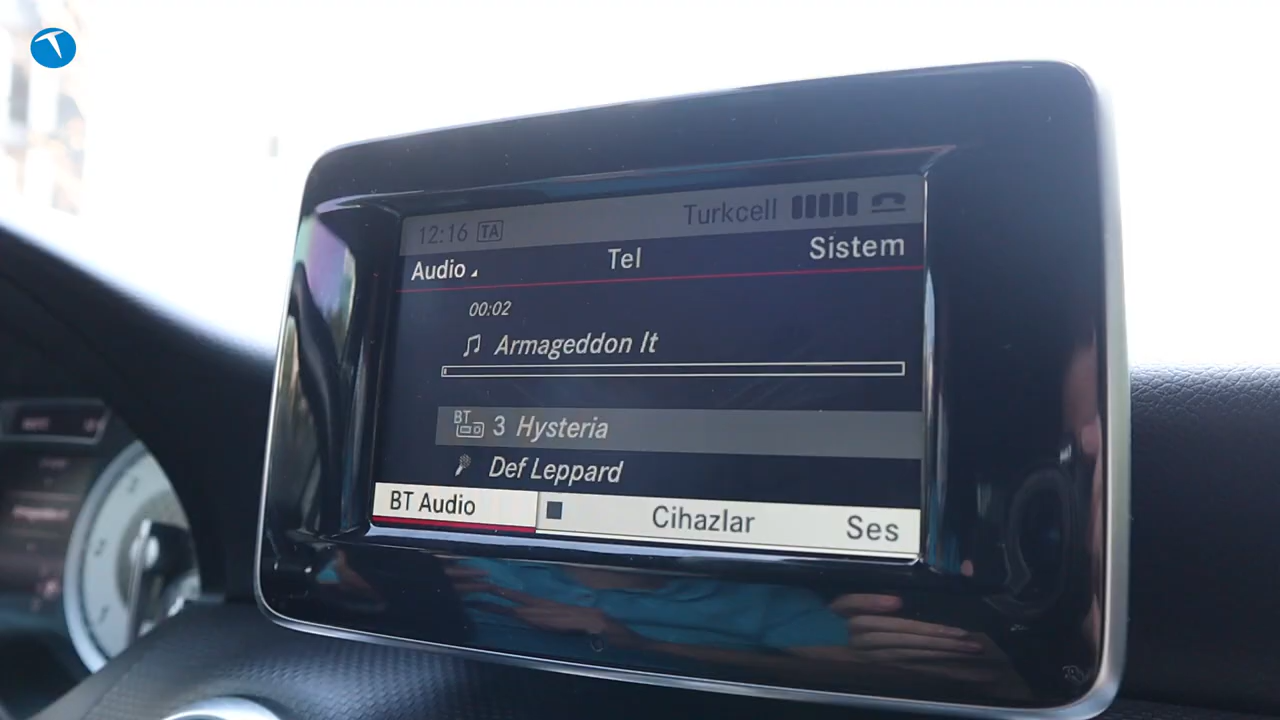 12:16 TA Turkcell
Audio Tel Sistem
00:02
Armageddon It
BT 3 Hysteria
Def Leppard
BT Audio Cihazlar Ses